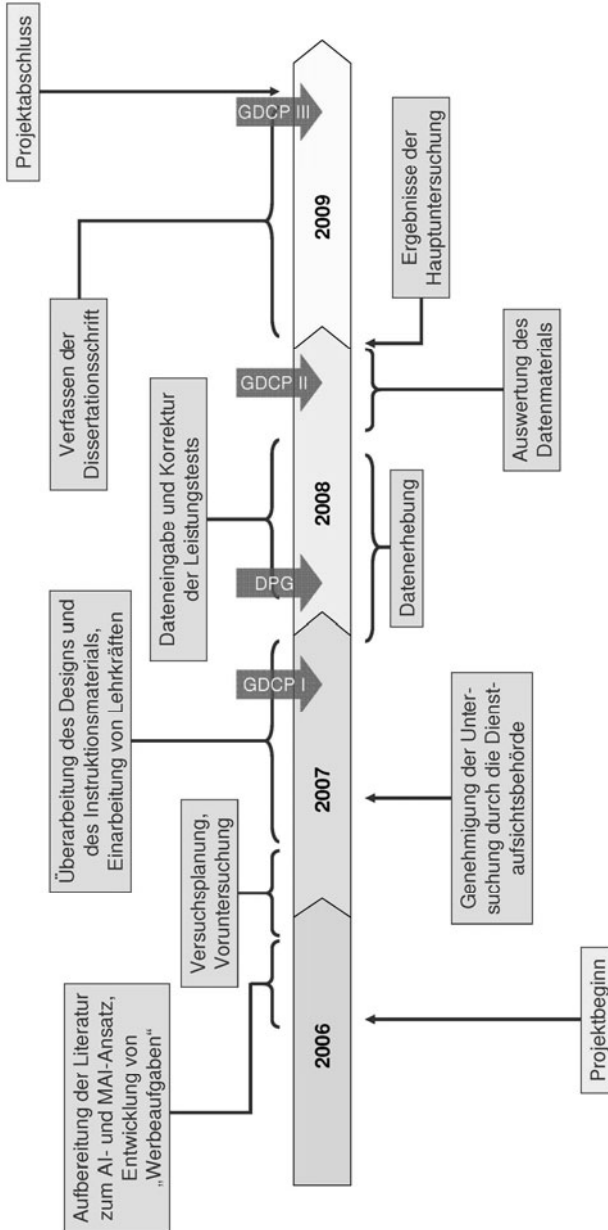 Aufbereitung der Literatur
zum AI- und MAI-Ansatz,
Entwicklung von
„Werbeaufgaben“
Versuchsplanung,
Voruntersuchung
Überarbeitung des Designs und
des Instruktionsmaterials,
Einarbeitung von Lehrkräften
Dateneingabe und Korrektur
der Leistungstests
Verfassen der
Dissertationsschrift
Projektabschluss
GDCP I
DPG
GDCP II
GDCP III
2006
2007
2008
2009
Projektbeginn
Genehmigung der Unter-
suchung durch die Dienst-
aufsichtsbehörde
Datenerhebung
Auswertung des
Datenmaterials
Ergebnisse der
Hauptuntersuchung